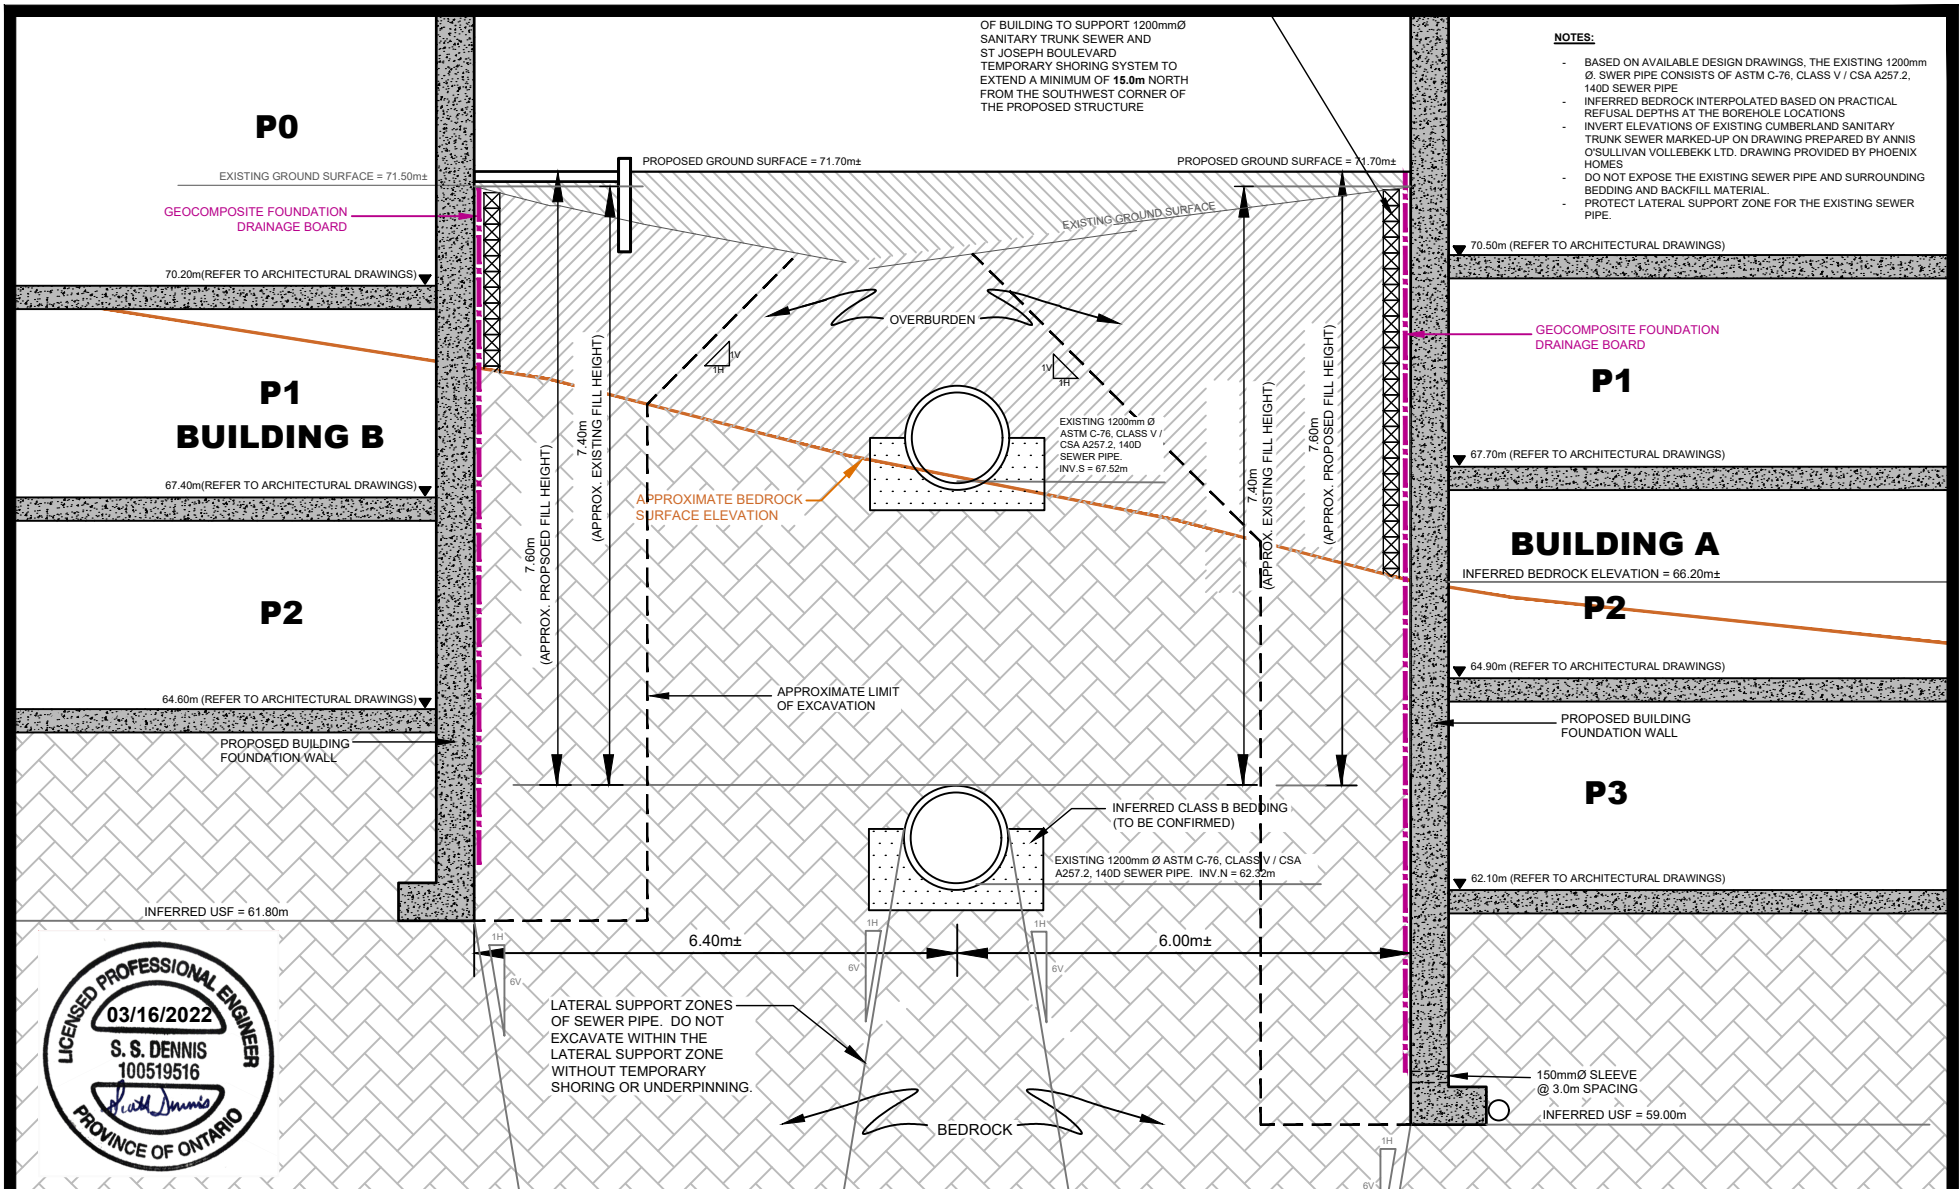 OF BUILDING TO SUPPORT 1200mmØ
SANITARY TRUNK SEWER AND
ST JOSEPH BOULEVARD
TEMPORARY SHORING SYSTEM TO
EXTEND A MINIMUM OF 15.0m NORTH
FROM THE SOUTHWEST CORNER OF
THE PROPOSED STRUCTURE
NOTES:
- BASED ON AVAILABLE DESIGN DRAWINGS, THE EXISTING 1200mm
Ø. SWER PIPE CONSISTS OF ASTM C-76, CLASS V / CSA A257.2,
140D SEWER PIPE
- INFERRED BEDROCK INTERPOLATED BASED ON PRACTICAL
REFUSAL DEPTHS AT THE BOREHOLE LOCATIONS
- INVERT ELEVATIONS OF EXISTING CUMBERLAND SANITARY
TRUNK SEWER MARKED-UP ON DRAWING PREPARED BY ANNIS
O'SULLIVAN VOLLEBEKK LTD. DRAWING PROVIDED BY PHOENIX
HOMES
- DO NOT EXPOSE THE EXISTING SEWER PIPE AND SURROUNDING
BEDDING AND BACKFILL MATERIAL.
- PROTECT LATERAL SUPPORT ZONE FOR THE EXISTING SEWER
PIPE.
P0
EXISTING GROUND SURFACE = 71.50m±
GEOCOMPOSITE FOUNDATION
DRAINAGE BOARD
70.20m(REFER TO ARCHITECTURAL DRAWINGS)
P1
BUILDING B
67.40m(REFER TO ARCHITECTURAL DRAWINGS)
P2
64.60m (REFER TO ARCHITECTURAL DRAWINGS)
PROPOSED BUILDING
FOUNDATION WALL
INFERRED USF = 61.80m
PROPOSED GROUND SURFACE = 71.70m±
PROPOSED GROUND SURFACE = 71.70m±
EXISTING GROUND SURFACE
OVERBURDEN
1V
1H
1V
1H
7.60m
(APPROX. PROPSOED FILL HEIGHT)
7.40m
(APPROX. EXISTING FILL HEIGHT)
7.40m
(APPROX. EXISTING FILL HEIGHT)
7.60m
(APPROX. PROPOSED FILL HEIGHT)
EXISTING 1200mm Ø
ASTM C-76, CLASS V /
CSA A257.2, 140D
SEWER PIPE.
INV.S = 67.52m
APPROXIMATE BEDROCK
SURFACE ELEVATION
APPROXIMATE LIMIT
OF EXCAVATION
INFERRED CLASS B BEDDING
(TO BE CONFIRMED)
EXISTING 1200mm Ø ASTM C-76, CLASS V / CSA
A257.2, 140D SEWER PIPE. INV.N = 62.32m
1H
6V
6.40m±
1H
6V
1H
6V
6.00m±
LATERAL SUPPORT ZONES
OF SEWER PIPE. DO NOT
EXCAVATE WITHIN THE
LATERAL SUPPORT ZONE
WITHOUT TEMPORARY
SHORING OR UNDERPINNING.
BEDROCK
1H
6V
70.50m (REFER TO ARCHITECTURAL DRAWINGS)
GEOCOMPOSITE FOUNDATION
DRAINAGE BOARD
P1
67.70m (REFER TO ARCHITECTURAL DRAWINGS)
BUILDING A
INFERRED BEDROCK ELEVATION = 66.20m±
P2
64.90m (REFER TO ARCHITECTURAL DRAWINGS)
PROPOSED BUILDING
FOUNDATION WALL
P3
62.10m (REFER TO ARCHITECTURAL DRAWINGS)
150mmØ SLEEVE
@ 3.0m SPACING
INFERRED USF = 59.00m
LICENSED PROFESSIONAL ENGINEER
03/16/2022
S. S. DENNIS
100519516
Scott Dennis
PROVINCE OF ONTARIO